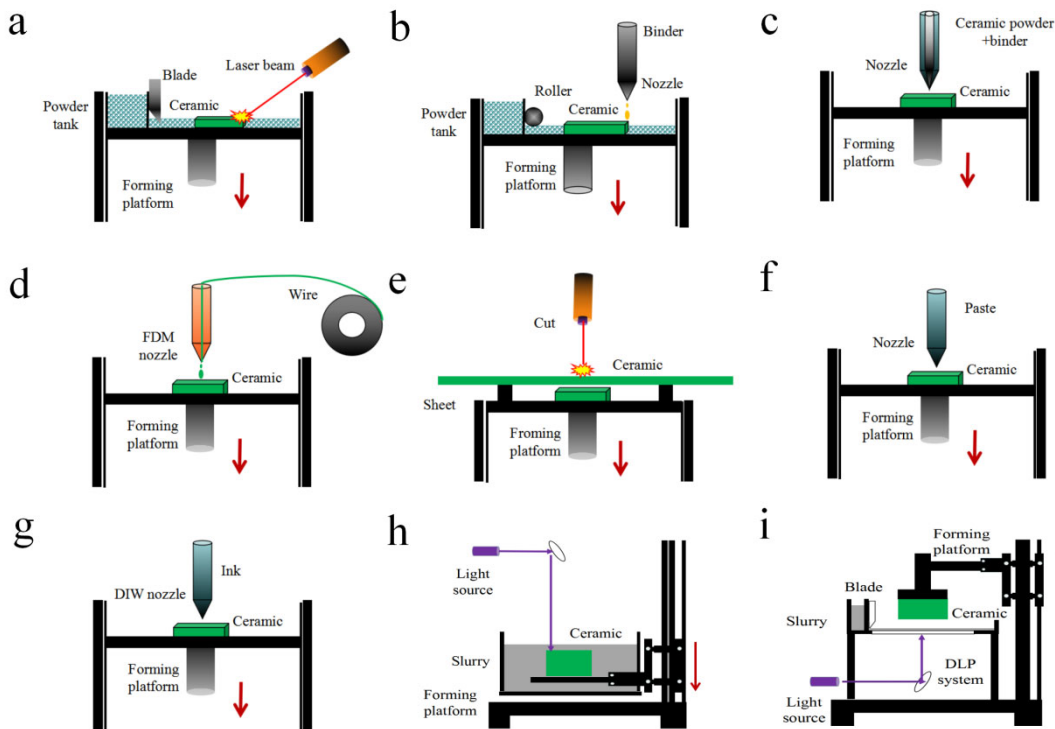 a
Laser beam
Blade
Ceramic
Powder
tank
Forming
platform
b
Binder
Nozzle
Roller
Ceramic
Powder
tank
Forming
platform
c
Ceramic powder
+binder
Nozzle
Ceramic
Forming
platform
d
Wire
FDM
nozzle
Ceramic
Forming
platform
e
Cut
Ceramic
Sheet
Froming
platform
f
Paste
Nozzle
Ceramic
Forming
platform
g
Ink
DIW nozzle
Ceramic
Forming
platform
h
Light
source
Ceramic
Slurry
Forming
platform
i
Forming
platform
Blade
Ceramic
Slurry
DLP
system
Light
source